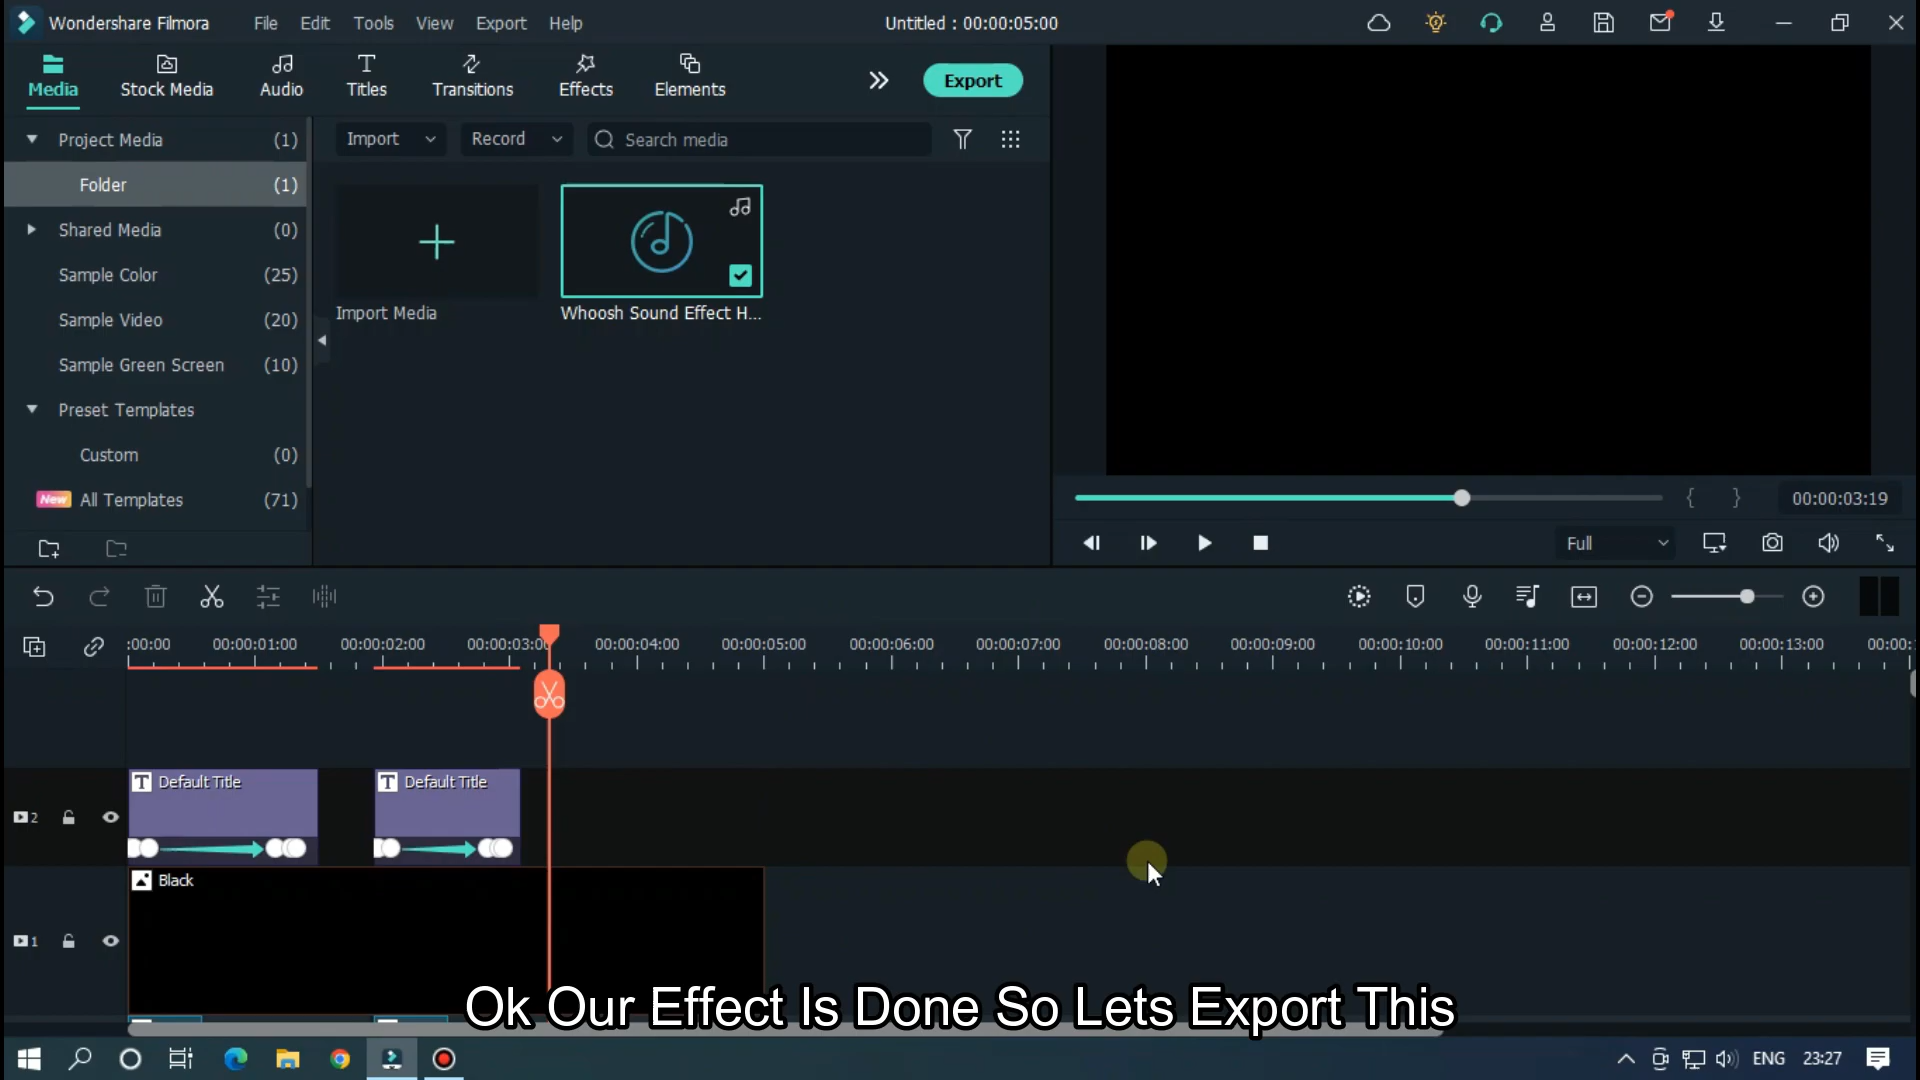 Wondershare Filmora File Edit Tools View Export Help Untitled : 00:00:05:00
Media Stock Media Audio Titles Transitions Effects Elements Export
Project Media (1)
Import Record Search media
Folder (1)
Shared Media (0)
Sample Color (25)
Sample Video (20)
Sample Green Screen (10)
Preset Templates
Custom (0)
New All Templates (71)
Import Media Whoosh Sound Effect H...
{ } 00:00:03:19
Full
:00:00 00:00:01:00 00:00:02:00 00:00:03:0 00:00:04:00 00:00:05:00 00:00:06:00 00:00:07:00 00:00:08:00 00:00:09:00 00:00:10:00 00:00:11:00 00:00:12:00 00:00:13:00 00:00:
T Default Title T Default Title
2
Black
1
Ok Our Effect Is Done So Lets Export This
ENG 23:27